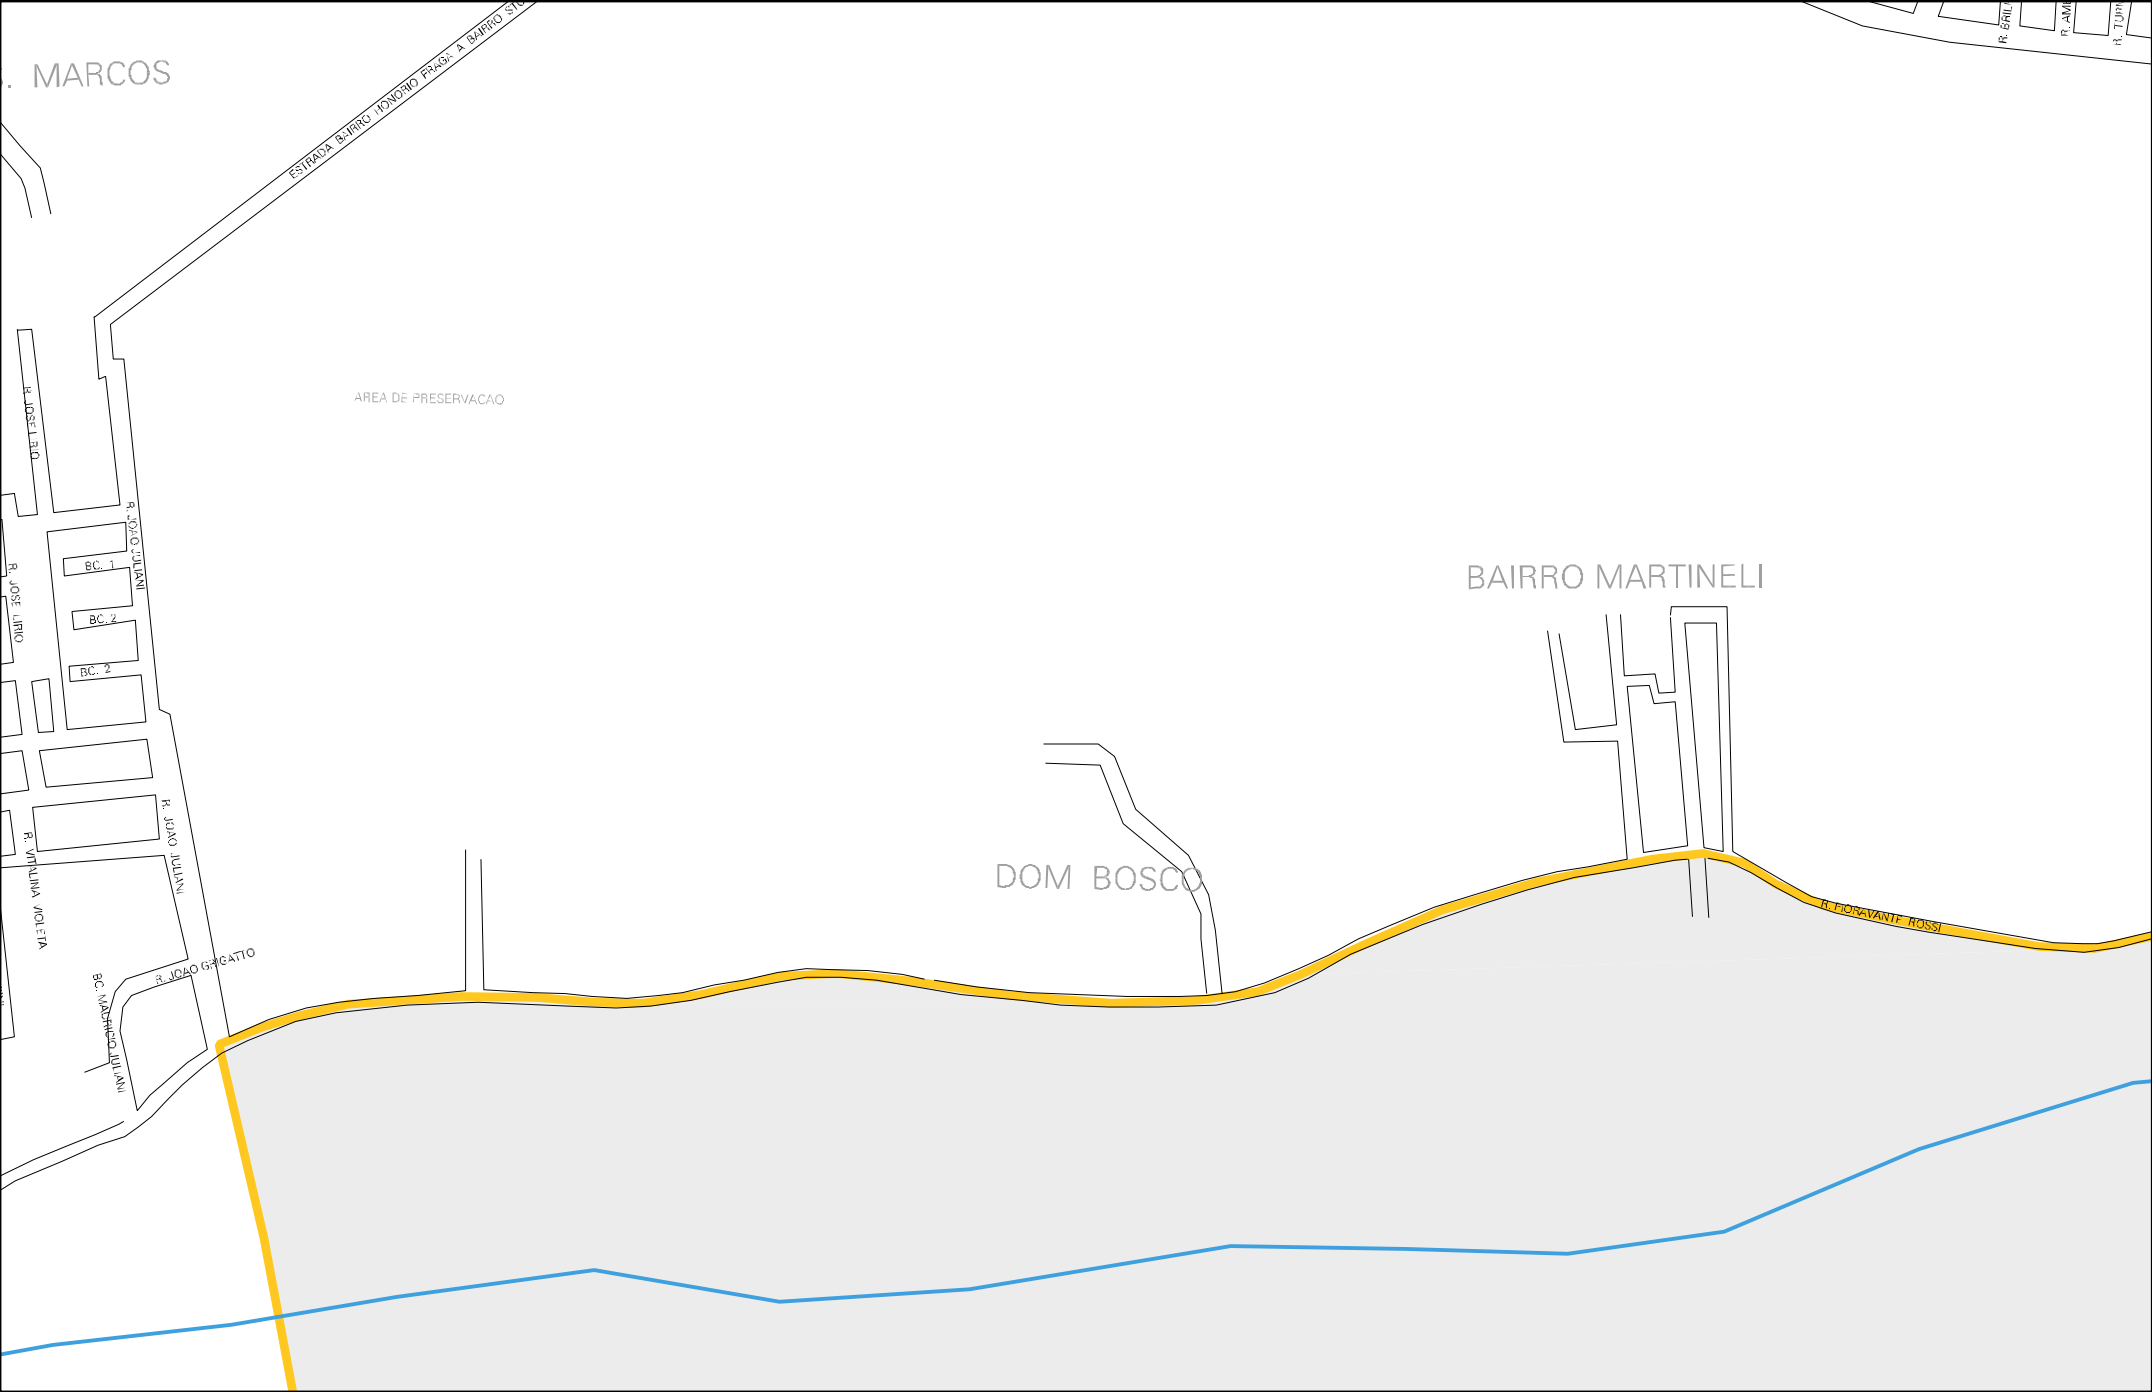 ESTRADA BAIRRO HONORIO FRAGA A BAIRRO
MARCOS
AREA DE PRESERVACAO
R. JOSE LIRIO
R. JOAO JULIANI
BC. 1
R. JOSE LIRIO
BC. 2
BC. 2
BAIRRO MARTINELI
R. JOAO JULIANI
R. VITALINA VIOLETA
DOM BOSCO
R. FIORAVANTE ROSSI
R. JOAO GRIGATTO
BC. MAURICIO JULIANI